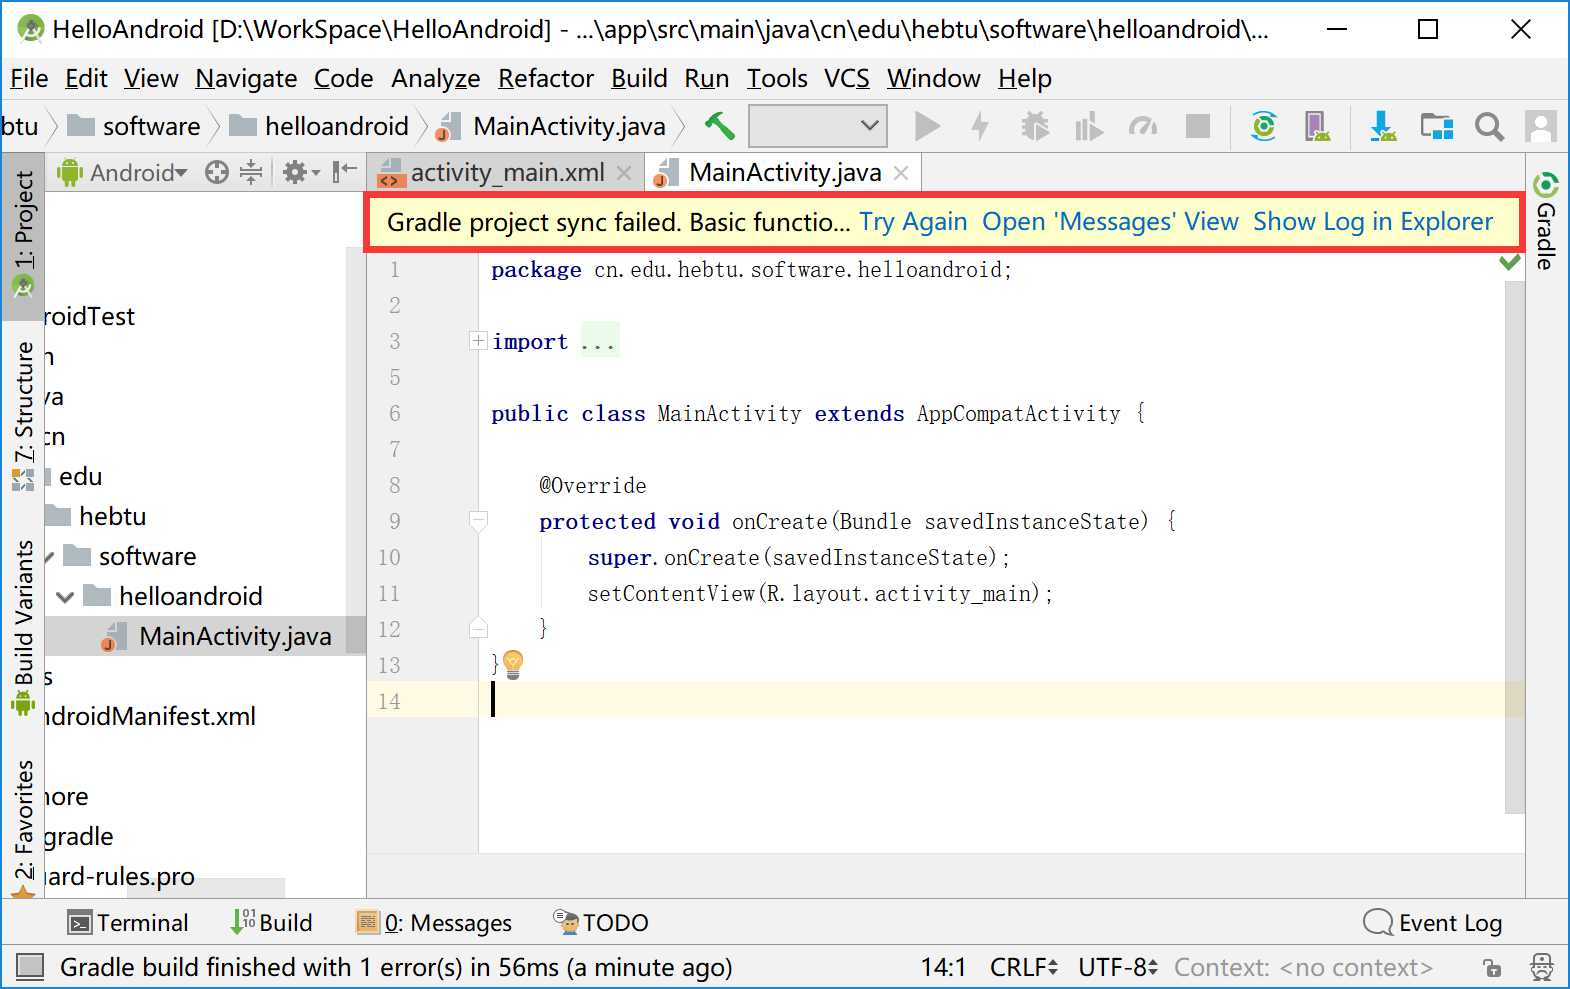 HelloAndroid [D:\WorkSpace\HelloAndroid] - ...\app\src\main\java\cn\edu\hebtu\software\helloandroid\...
File Edit View Navigate Code Analyze Refactor Build Run Tools VCS Window Help
btu software helloandroid MainActivity.java
1: Project
7: Structure
Build Variants
2: Favorites
Android
activity_main.xml
MainActivity.java
Gradle project sync failed. Basic functio... Try Again Open 'Messages' View Show Log in Explorer
Gradle
roidTest
n
va
cn
edu
hebtu
software
helloandroid
MainActivity.java
s
ndroidManifest.xml
nore
gradle
uard-rules.pro
1 package cn.edu.hebtu.software.helloandroid;
2
3 import ...
5
6 public class MainActivity extends AppCompatActivity {
7
8 @Override
9 protected void onCreate(Bundle savedInstanceState) {
10 super.onCreate(savedInstanceState);
11 setContentView(R.layout.activity_main);
12 }
13 }
14
Terminal Build 0: Messages TODO Event Log
Gradle build finished with 1 error(s) in 56ms (a minute ago) 14:1 CRLF UTF-8 Context: <no context>